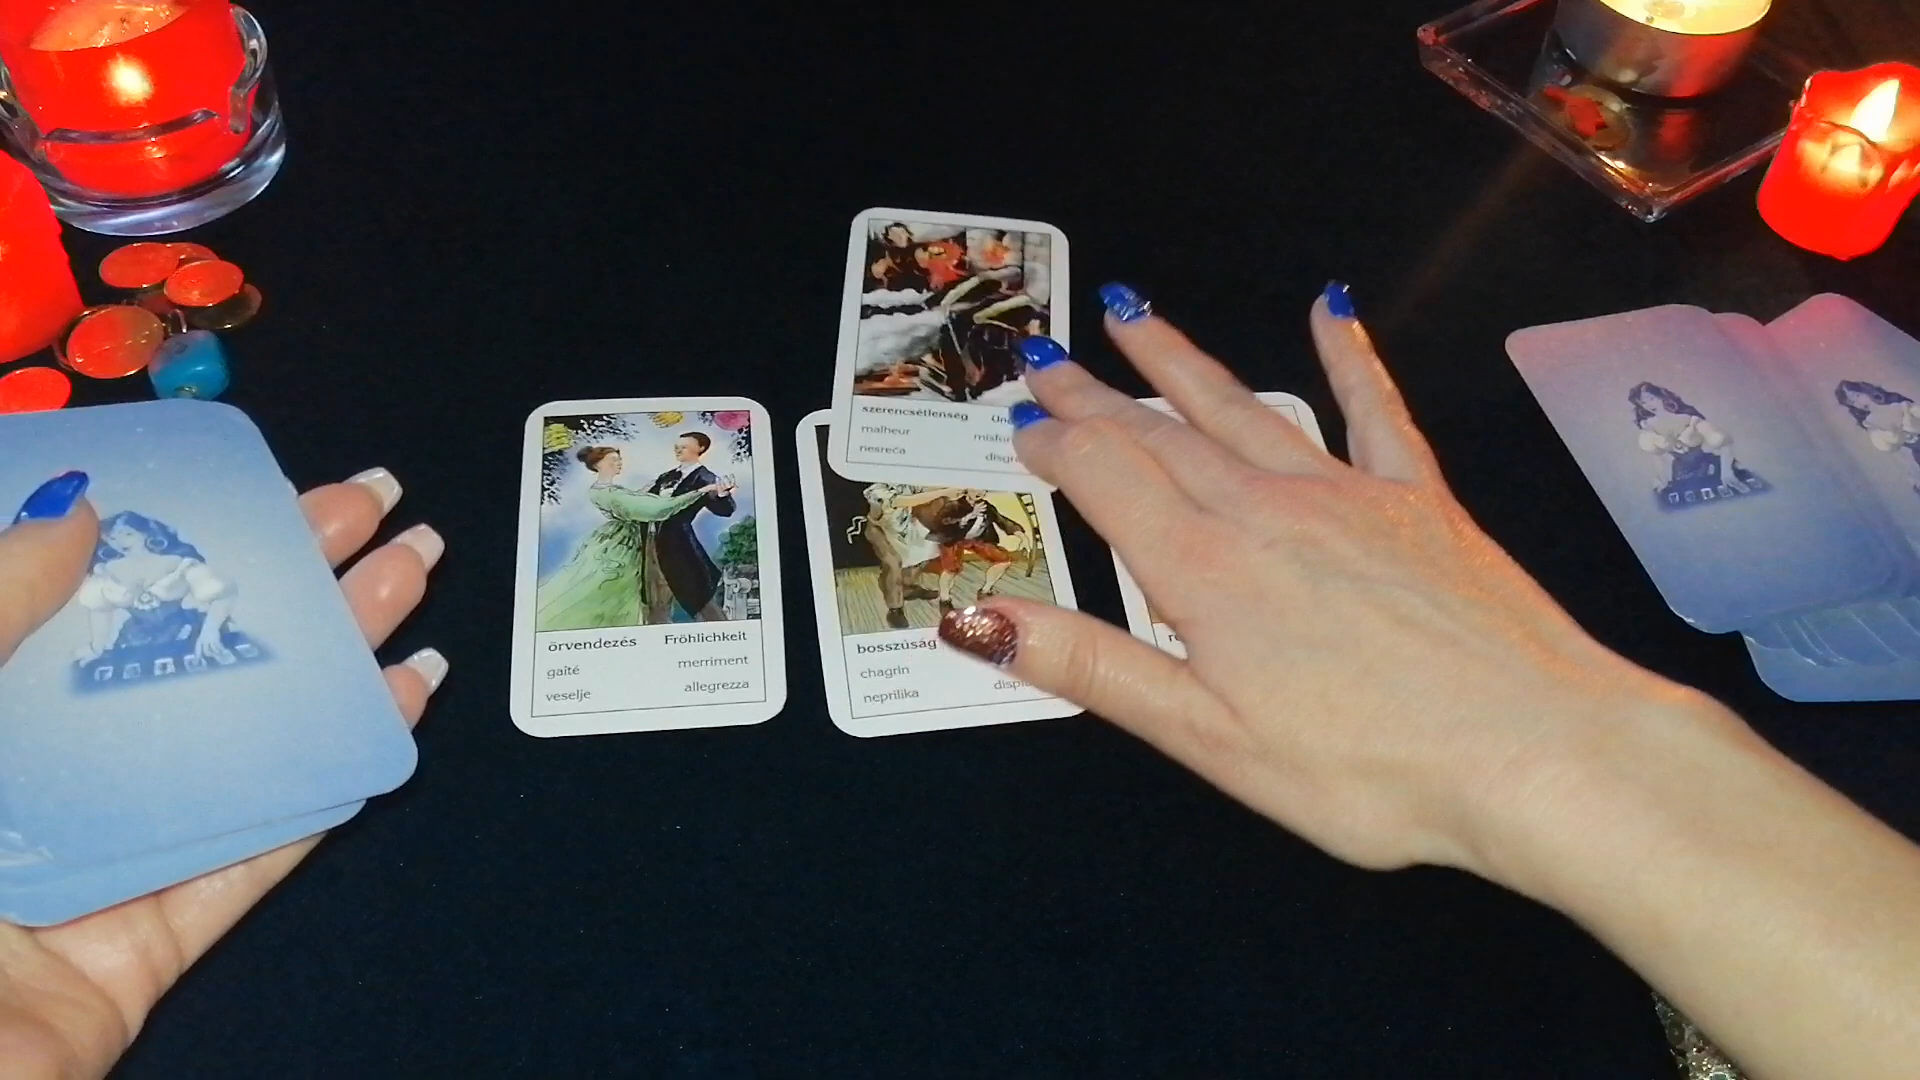 szerencsétlenség
malheur
nesreća
örvendezés Fröhlichkeit
gaîté merriment
veselje allegrezza
bosszúság
chagrin
neprilika